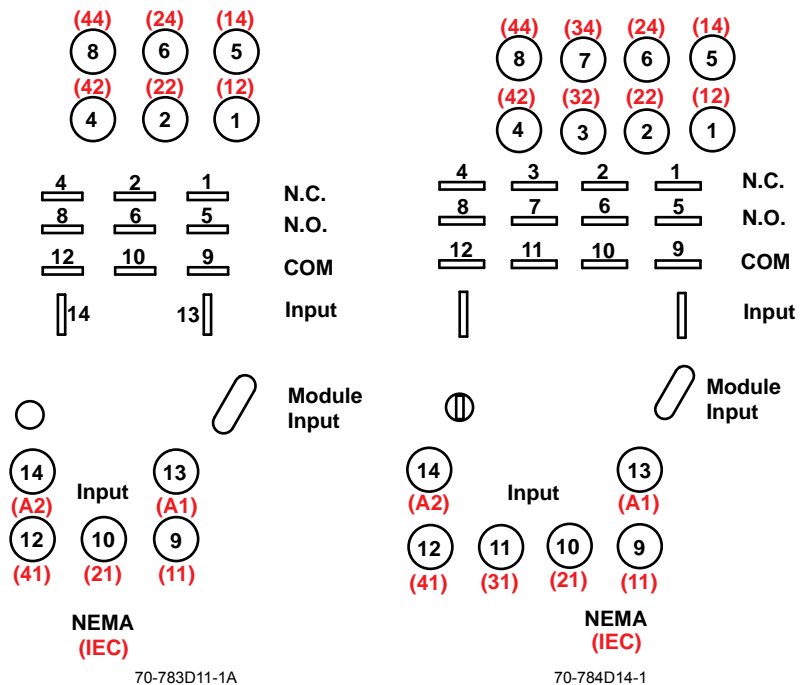 (44) (24) (14)
8 6 5
(42) (22) (12)
4 2 1
4 2 1 N.C.
8 6 5 N.O.
12 10 9 COM
14 13 Input
Module
Input
14 13
Input
(A2) (A1)
12 10 9
(41) (21) (11)
NEMA
(IEC)
70-783D11-1A
(44) (34) (24) (14)
8 7 6 5
(42) (32) (22) (12)
4 3 2 1
4 3 2 1 N.C.
8 7 6 5 N.O.
12 11 10 9 COM
Input
Module
Input
14 13
Input
(A2) (A1)
12 11 10 9
(41) (31) (21) (11)
NEMA
(IEC)
70-784D14-1